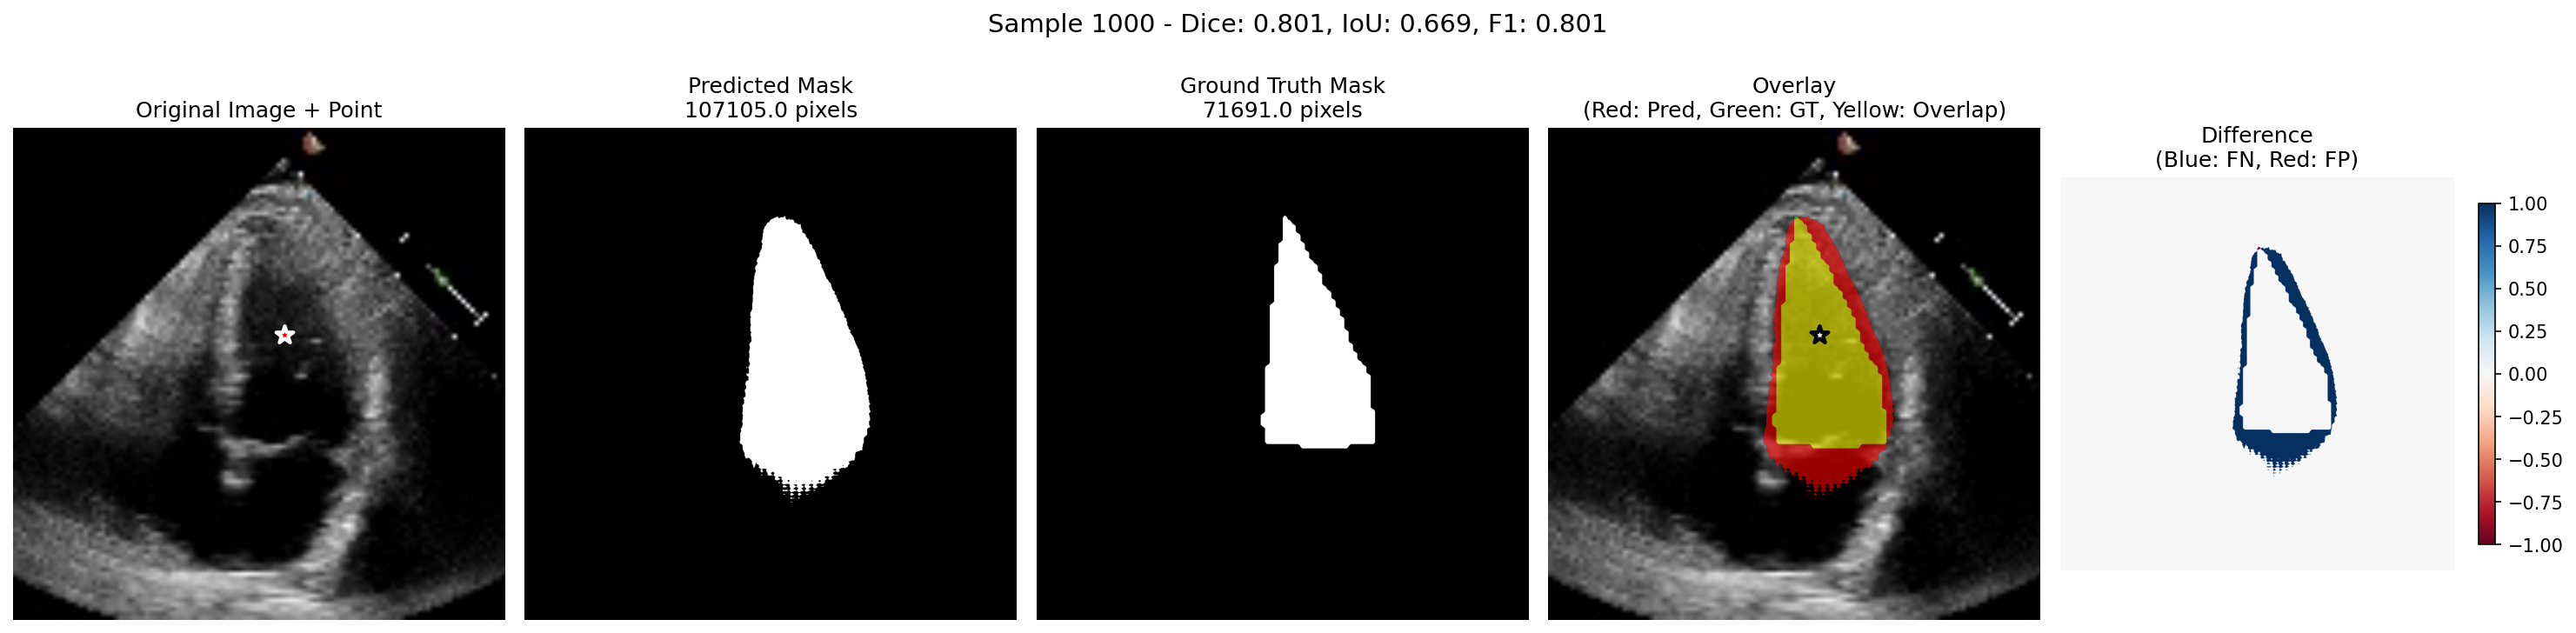 Sample 1000 - Dice: 0.801, IoU: 0.669, F1: 0.801
Original Image + Point
Predicted Mask
107105.0 pixels
Ground Truth Mask
71691.0 pixels
Overlay
(Red: Pred, Green: GT, Yellow: Overlap)
Difference
(Blue: FN, Red: FP)
1.00
0.75
0.50
0.25
0.00
−0.25
−0.50
−0.75
−1.00